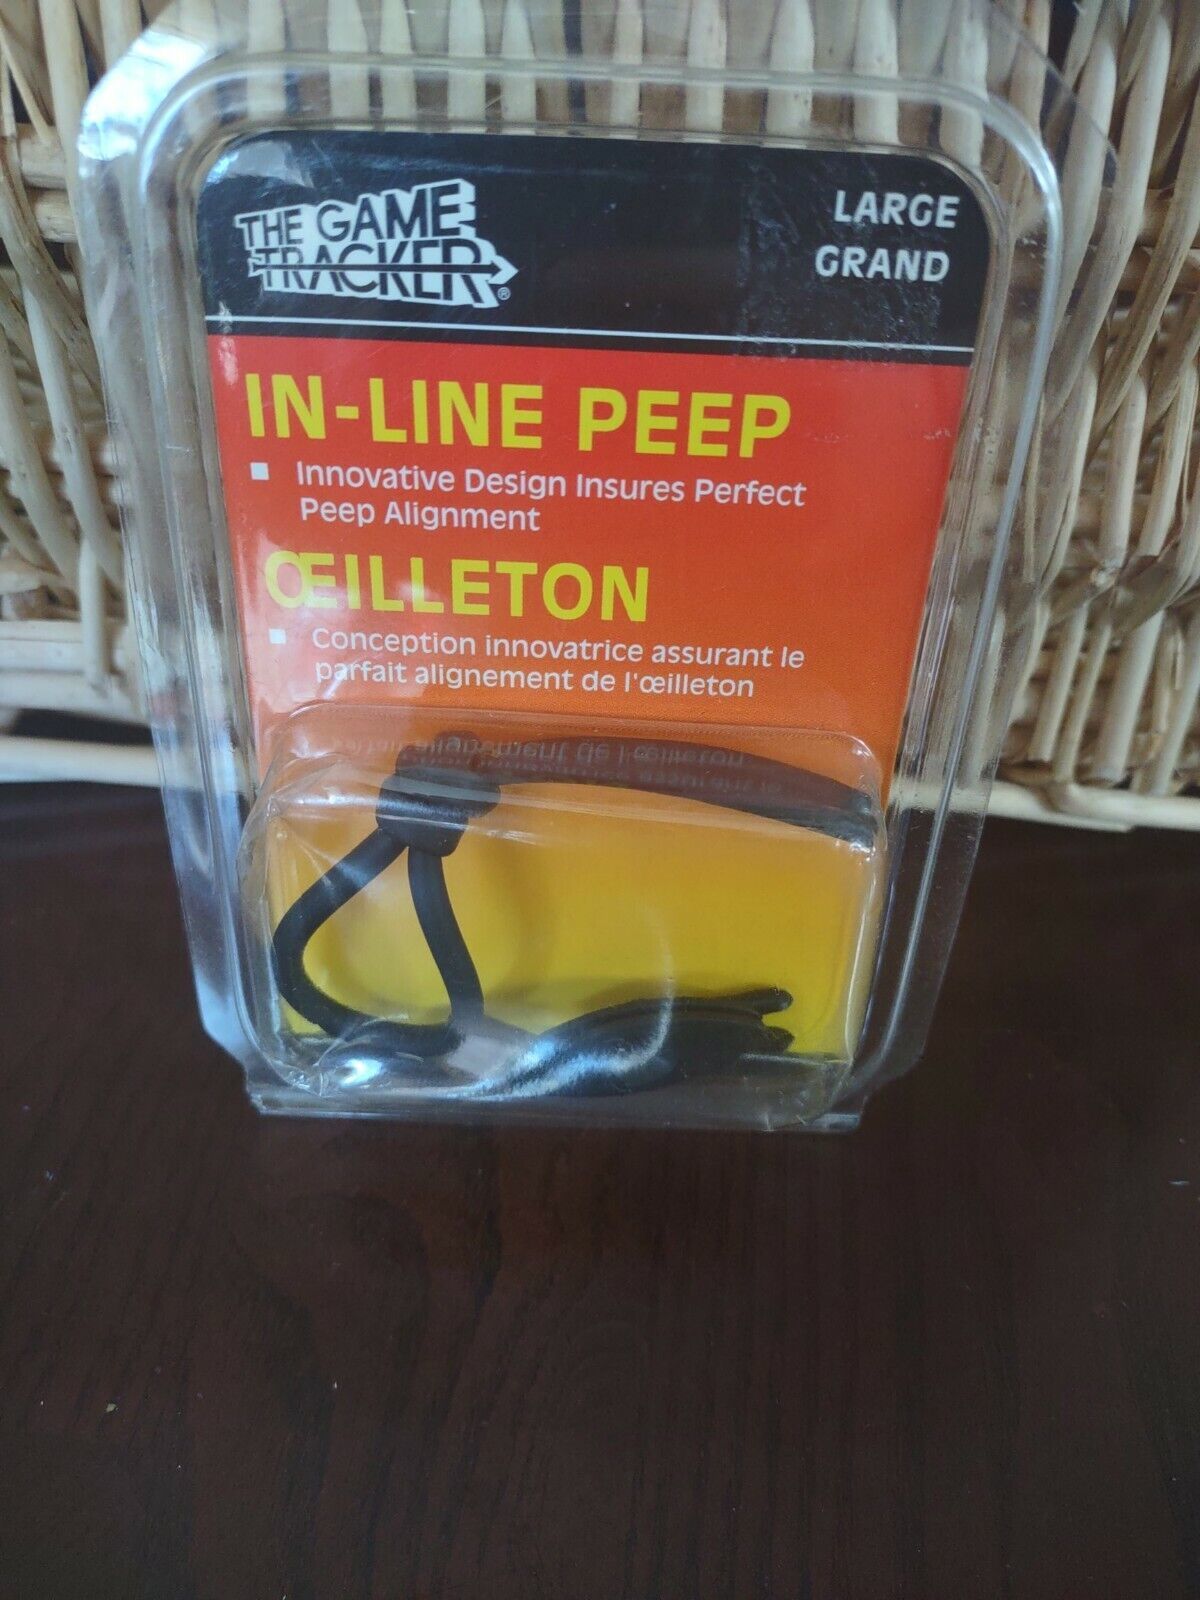 THE GAME
TRACKER®
LARGE
GRAND
IN-LINE PEEP
■ Innovative Design Insures Perfect
Peep Alignment
ŒILLETON
■ Conception innovatrice assurant le
parfait alignement de l'œilleton